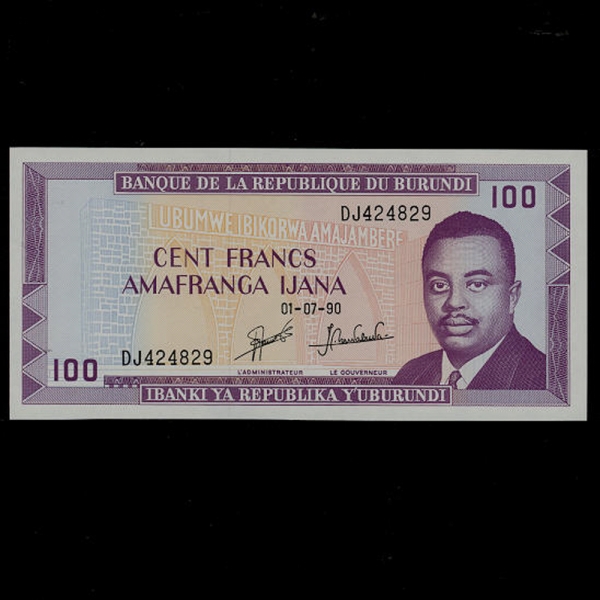 BANQUE DE LA REPUBLIQUE DU BURUNDI
100
UBUMWE IBIKORWA AMAJAMBERE
DJ424829
CENT FRANCS
AMAFRANGA IJANA
01-07-90
DJ424829
100
L'ADMINISTRATEUR LE GOUVERNEUR
IBANKI YA REPUBLIKA Y'UBURUNDI